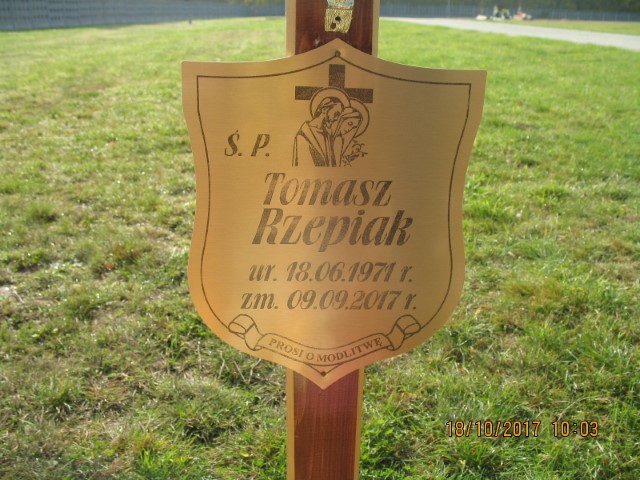 Ś. P.
Tomasz
Rzepiak
ur. 18.06.1971 r.
zm. 09.09.2017 r.
PROSI O MODLITWĘ
18/10/2017 10:03